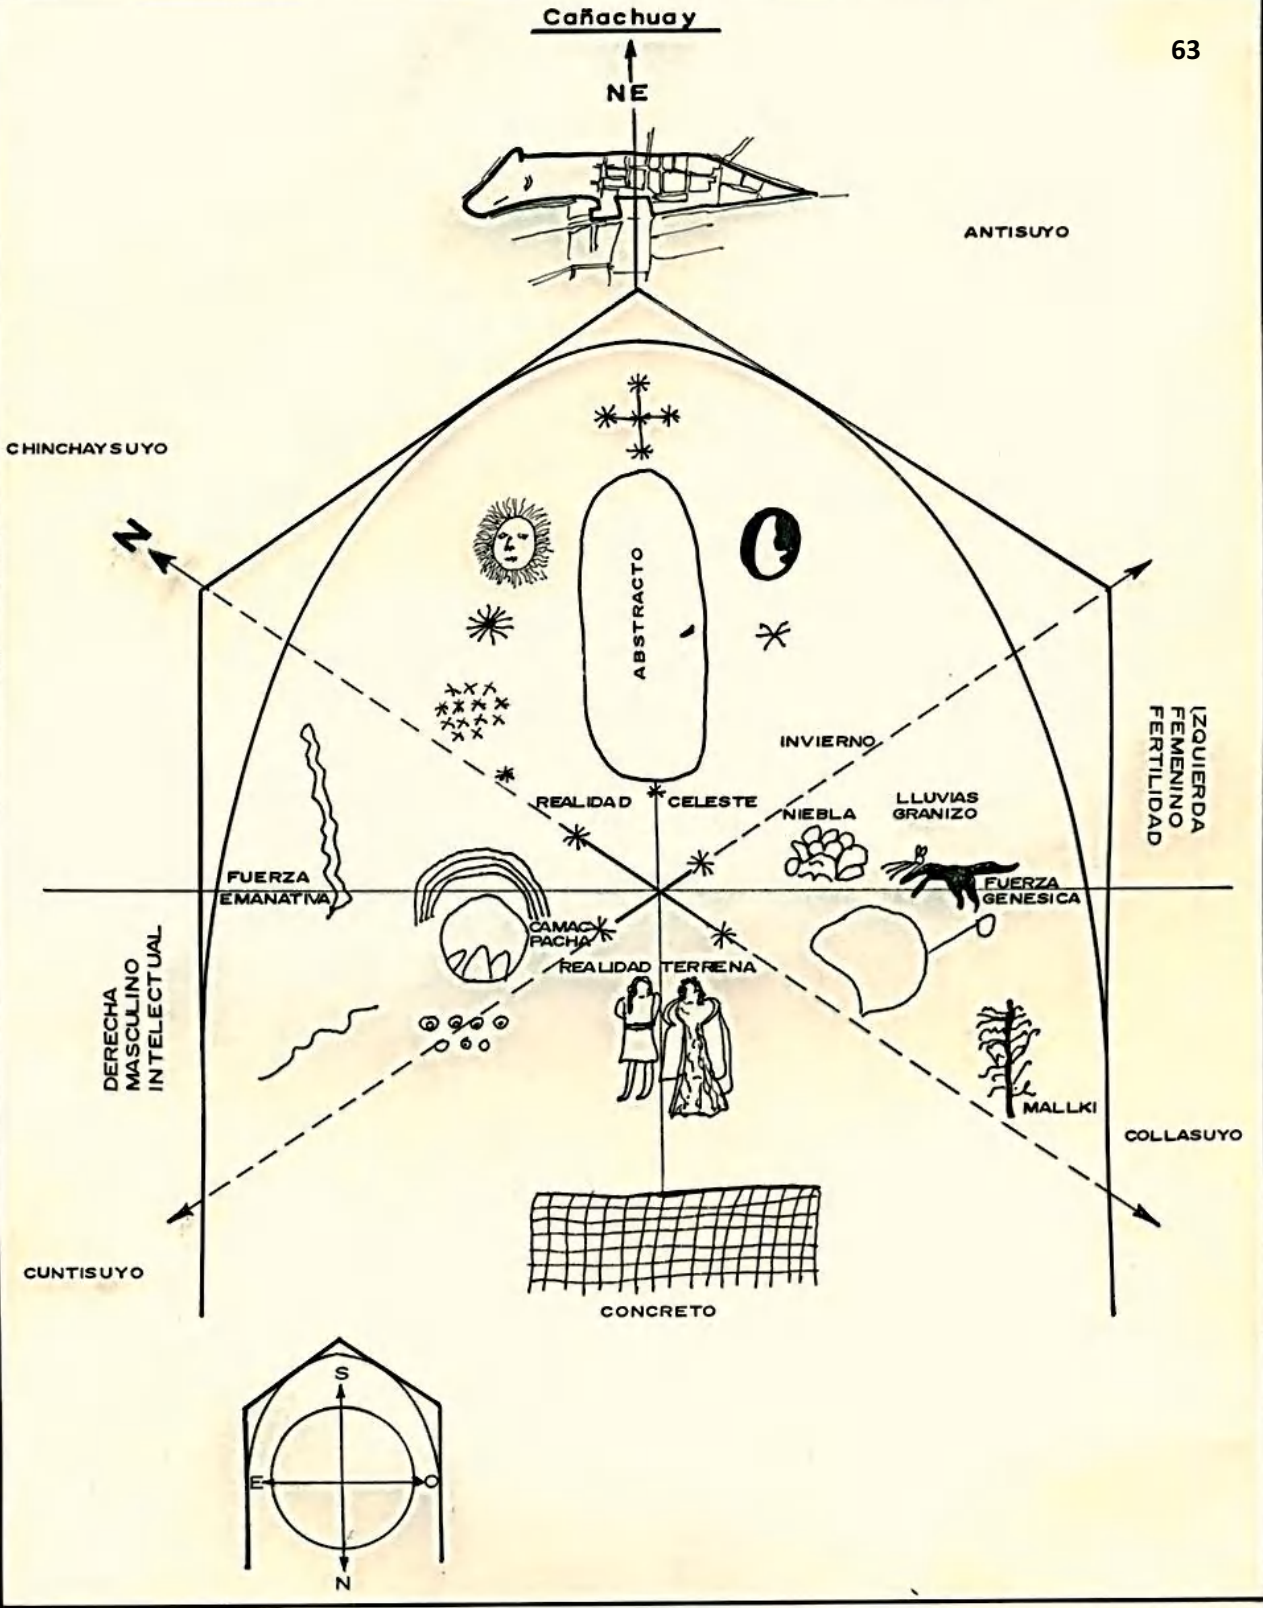 Cañachuay
63
NE
ANTISUYO
CHINCHAYSUYO
N
ABSTRACTO
INVIERNO
IZQUIERDA
FEMENINO
FERTILIDAD
REALIDAD CELESTE
NIEBLA
LLUVIAS
GRANIZO
FUERZA
EMANATIVA
FUERZA
GENESICA
CAMAC
PACHA
REALIDAD TERRENA
DERECHA
MASCULINO
INTELECTUAL
MALLKI
COLLASUYO
CUNTISUYO
CONCRETO
S
E
O
N